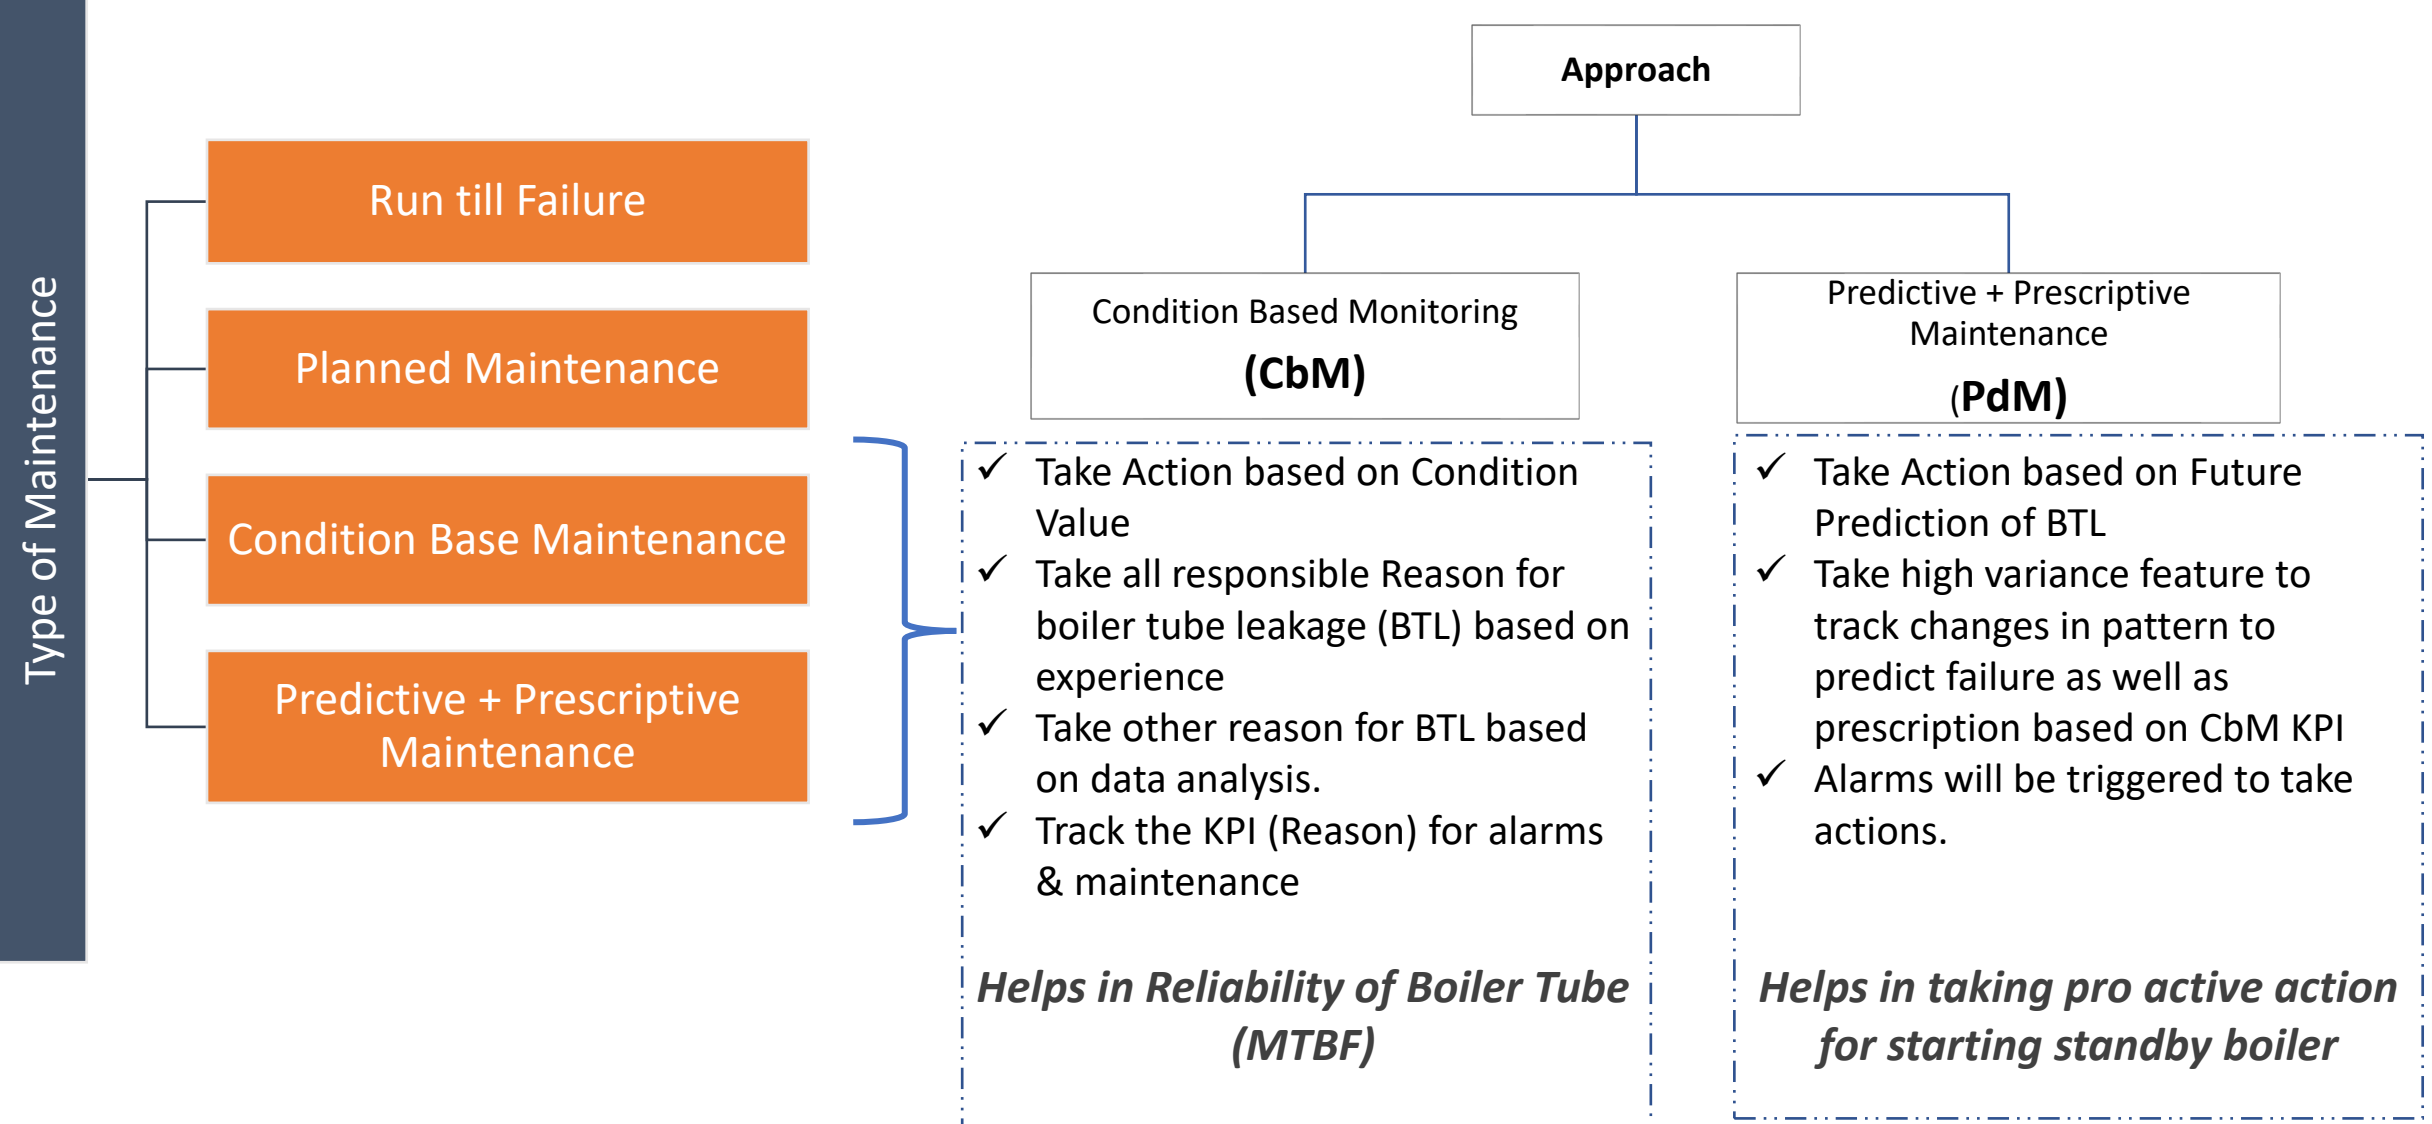 Type of Maintenance
Run till Failure
Planned Maintenance
Condition Base Maintenance
Predictive + Prescriptive
Maintenance
Approach
Condition Based Monitoring
(CbM)
✓ Take Action based on Condition
Value
✓ Take all responsible Reason for
boiler tube leakage (BTL) based on
experience
✓ Take other reason for BTL based
on data analysis.
✓ Track the KPI (Reason) for alarms
& maintenance
Helps in Reliability of Boiler Tube
(MTBF)
Predictive + Prescriptive
Maintenance
(PdM)
✓ Take Action based on Future
Prediction of BTL
✓ Take high variance feature to
track changes in pattern to
predict failure as well as
prescription based on CbM KPI
✓ Alarms will be triggered to take
actions.
Helps in taking pro active action
for starting standby boiler